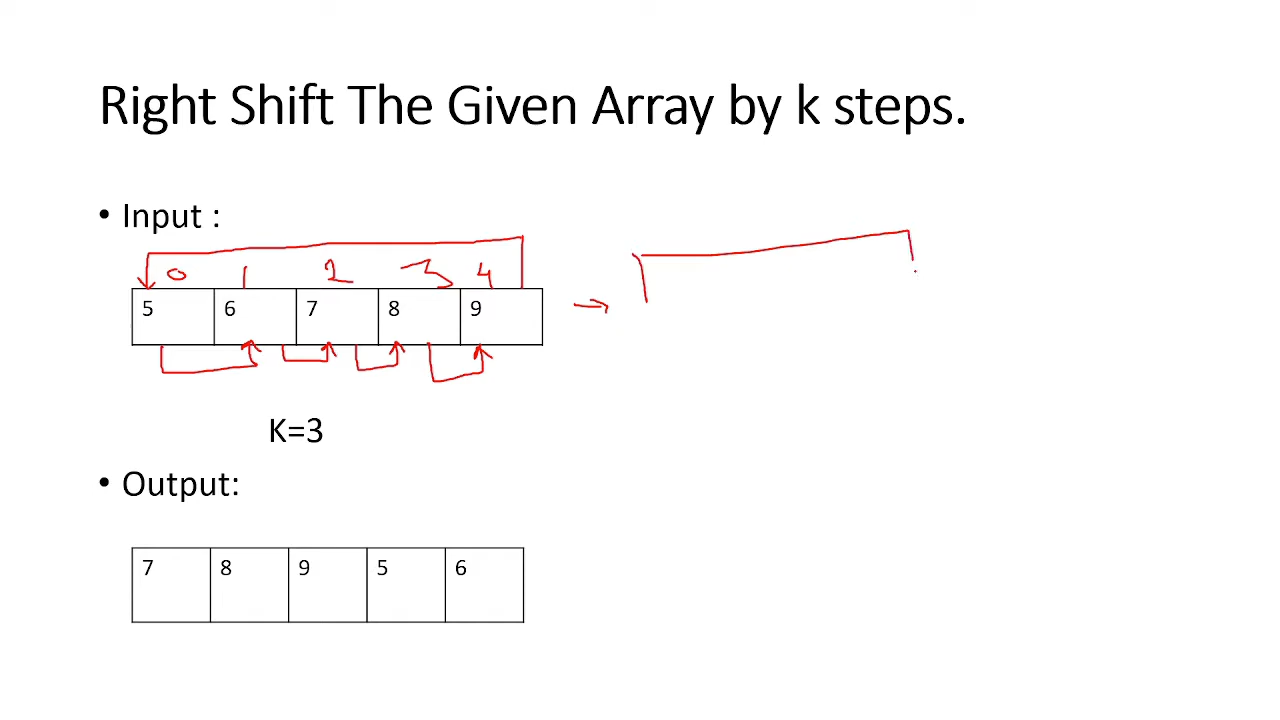 Right Shift The Given Array by k steps.
• Input :
0 1 2 3 4
5 6 7 8 9
K=3
• Output:
7 8 9 5 6